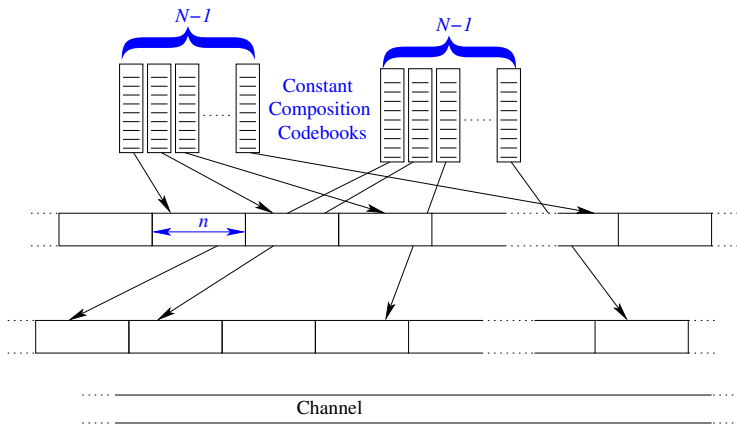 N−1
N−1
Constant
Composition
Codebooks
n
Channel